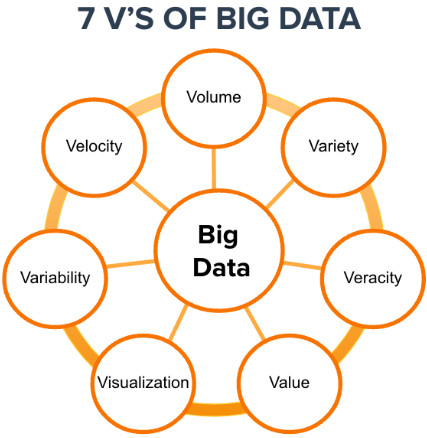 7 V’S OF BIG DATA
Volume
Velocity
Variety
Big
Data
Variability
Veracity
Visualization
Value